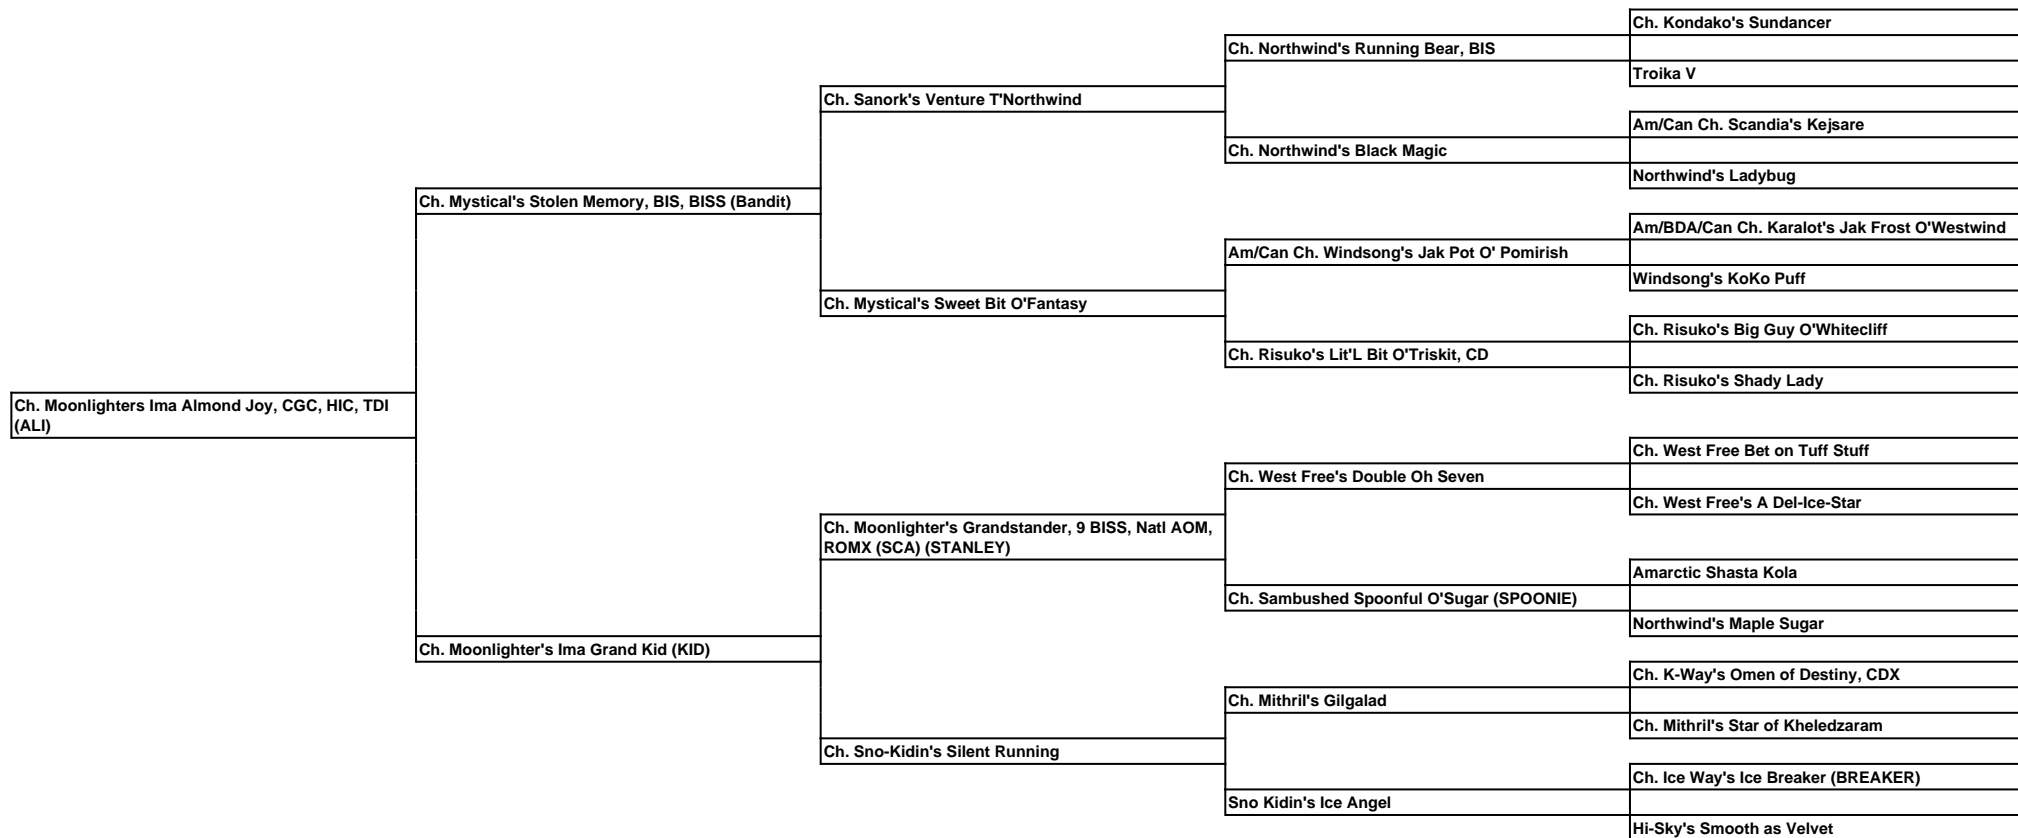 Ch. Kondako's Sundancer
Ch. Northwind's Running Bear, BIS
Troika V
Ch. Sanork's Venture T'Northwind
Am/Can Ch. Scandia's Kejsare
Ch. Northwind's Black Magic
Northwind's Ladybug
Ch. Mystical's Stolen Memory, BIS, BISS (Bandit)
Am/BDA/Can Ch. Karalot's Jak Frost O'Westwind
Am/Can Ch. Windsong's Jak Pot O' Pomirish
Windsong's KoKo Puff
Ch. Mystical's Sweet Bit O'Fantasy
Ch. Risuko's Big Guy O'Whitecliff
Ch. Risuko's Lit'L Bit O'Triskit, CD
Ch. Risuko's Shady Lady
Ch. Moonlighters Ima Almond Joy, CGC, HIC, TDI
(ALI)
Ch. West Free Bet on Tuff Stuff
Ch. West Free's Double Oh Seven
Ch. West Free's A Del-Ice-Star
Ch. Moonlighter's Grandstander, 9 BISS, Natl AOM,
ROMX (SCA) (STANLEY)
Amarctic Shasta Kola
Ch. Sambushed Spoonful O'Sugar (SPOONIE)
Northwind's Maple Sugar
Ch. Moonlighter's Ima Grand Kid (KID)
Ch. K-Way's Omen of Destiny, CDX
Ch. Mithril's Gilgalad
Ch. Mithril's Star of Kheledzaram
Ch. Sno-Kidin's Silent Running
Ch. Ice Way's Ice Breaker (BREAKER)
Sno Kidin's Ice Angel
Hi-Sky's Smooth as Velvet